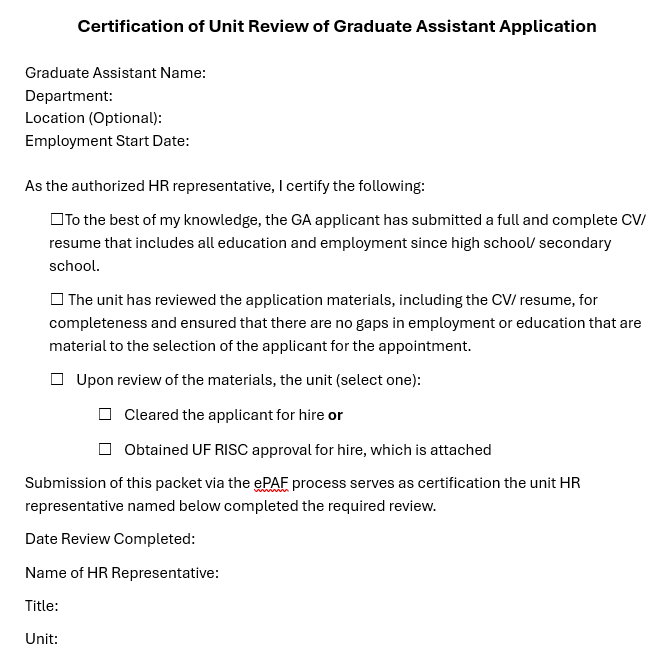 Certification of Unit Review of Graduate Assistant Application
Graduate Assistant Name:
Department:
Location (Optional):
Employment Start Date:
As the authorized HR representative, I certify the following:
☐To the best of my knowledge, the GA applicant has submitted a full and complete CV/
resume that includes all education and employment since high school/ secondary
school.
☐ The unit has reviewed the application materials, including the CV/ resume, for
completeness and ensured that there are no gaps in employment or education that are
material to the selection of the applicant for the appointment.
☐ Upon review of the materials, the unit (select one):
☐ Cleared the applicant for hire or
☐ Obtained UF RISC approval for hire, which is attached
Submission of this packet via the ePAF process serves as certification the unit HR
representative named below completed the required review.
Date Review Completed:
Name of HR Representative:
Title:
Unit: